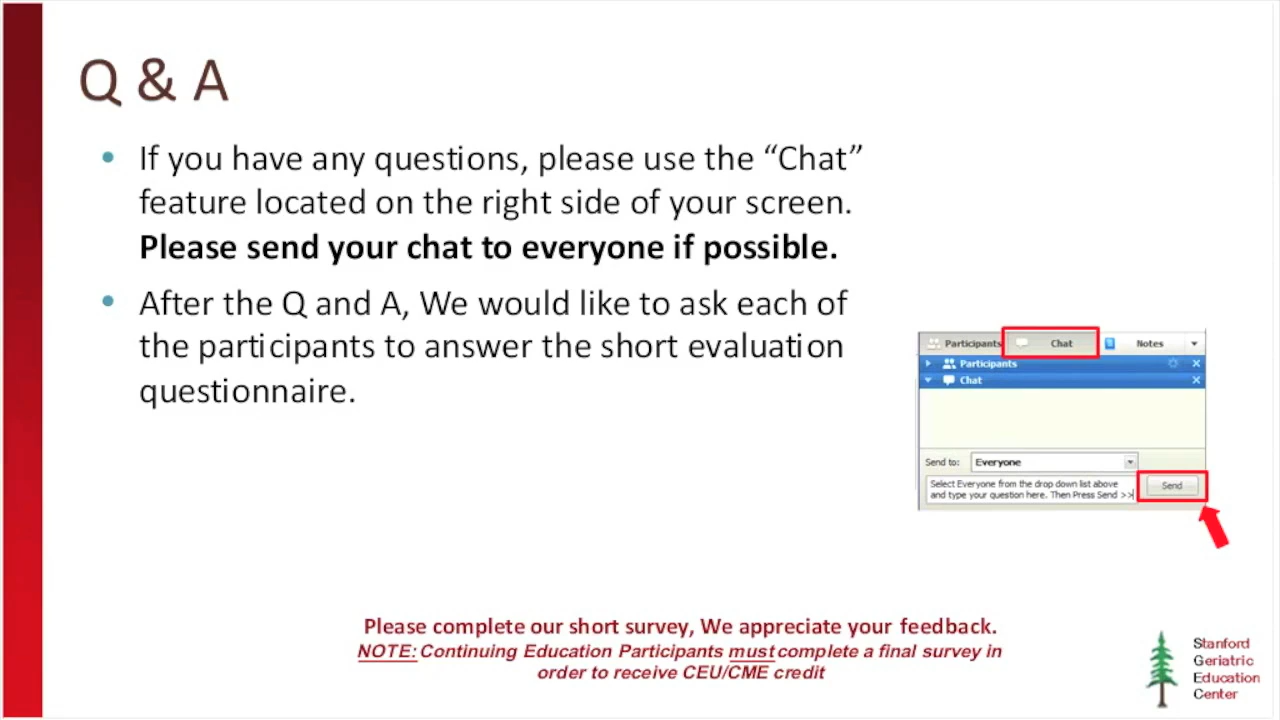 Q & A
• If you have any questions, please use the “Chat”
feature located on the right side of your screen.
Please send your chat to everyone if possible.
• After the Q and A, We would like to ask each of
the participants to answer the short evaluation
questionnaire.
Participants Chat Notes
Participants
Chat
Send to: Everyone
Select Everyone from the drop down list above
and type your question here. Then Press Send >>
Send
Please complete our short survey, We appreciate your feedback.
NOTE: Continuing Education Participants must complete a final survey in
order to receive CEU/CME credit
Stanford
Geriatric
Education
Center